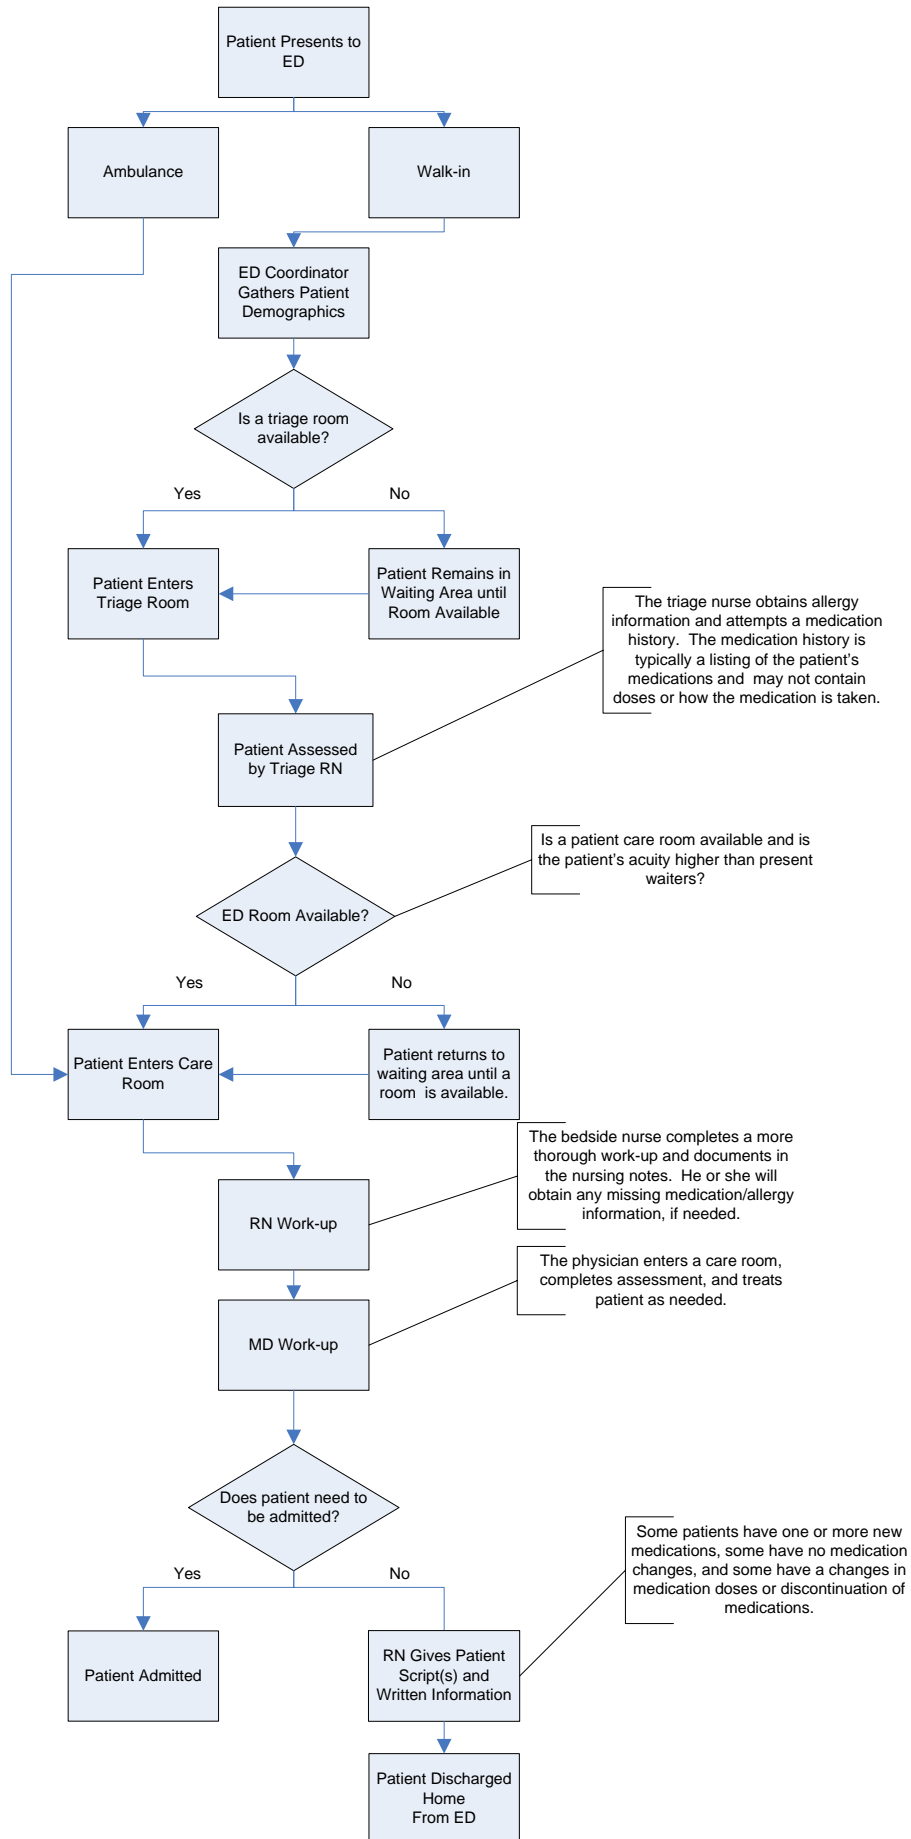 Patient Presents to
ED
Ambulance
Walk-in
ED Coordinator
Gathers Patient
Demographics
Is a triage room
available?
Yes
No
Patient Enters
Triage Room
Patient Remains in
Waiting Area until
Room Available
The triage nurse obtains allergy
information and attempts a medication
history.  The medication history is
typically a listing of the patient's
medications and  may not contain
doses or how the medication is taken.
Patient Assessed
by Triage RN
Is a patient care room available and is
the patient's acuity higher than present
waiters?
ED Room Available?
Yes
No
Patient Enters Care
Room
Patient returns to
waiting area until a
room  is available.
The bedside nurse completes a more
thorough work-up and documents in
the nursing notes.  He or she will
obtain any missing medication/allergy
information, if needed.
RN Work-up
The physician enters a care room,
completes assessment, and treats
patient as needed.
MD Work-up
Does patient need to
be admitted?
Some patients have one or more new
medications, some have no medication
changes, and some have a changes in
medication doses or discontinuation of
medications.
Yes
No
Patient Admitted
RN Gives Patient
Script(s) and
Written Information
Patient Discharged
Home
From ED